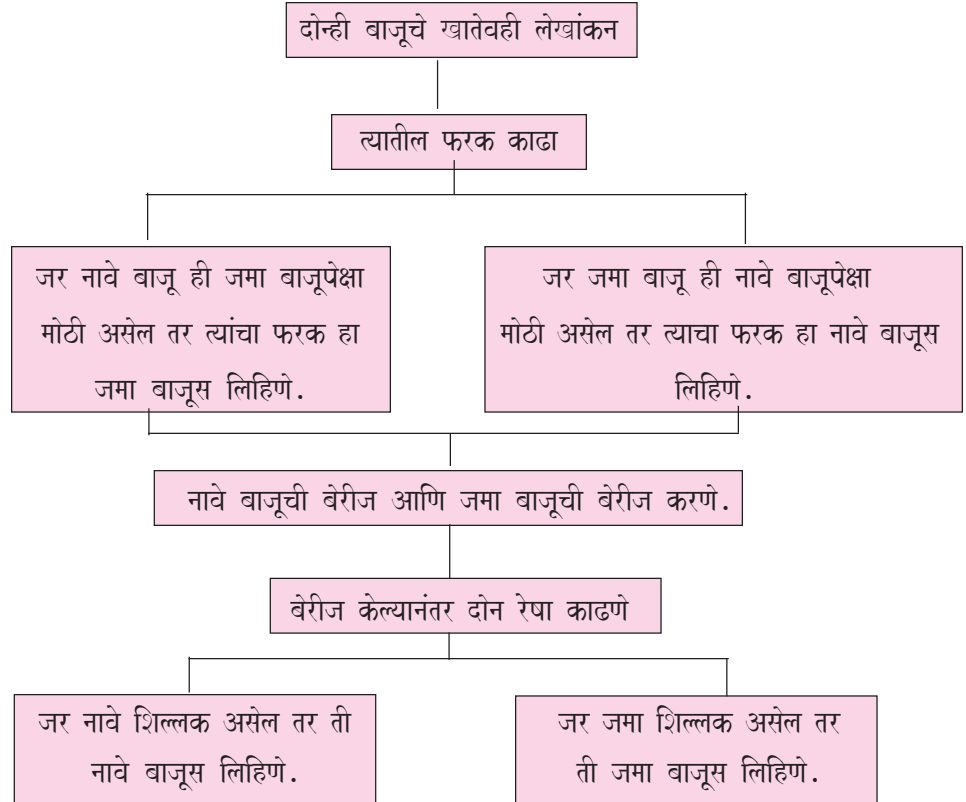 दोन्ही बाजूचे खातेवही लेखांकन
त्यातील फरक काढा
जर नावे बाजू ही जमा बाजूपेक्षा
मोठी असेल तर त्यांचा फरक हा
जमा बाजूस लिहिणे.
जर जमा बाजू ही नावे बाजूपेक्षा
मोठी असेल तर त्याचा फरक हा नावे बाजूस
लिहिणे.
नावे बाजूची बेरीज आणि जमा बाजूची बेरीज करणे.
बेरीज केल्यानंतर दोन रेषा काढणे
जर नावे शिल्लक असेल तर ती
नावे बाजूस लिहिणे.
जर जमा शिल्लक असेल तर
ती जमा बाजूस लिहिणे.